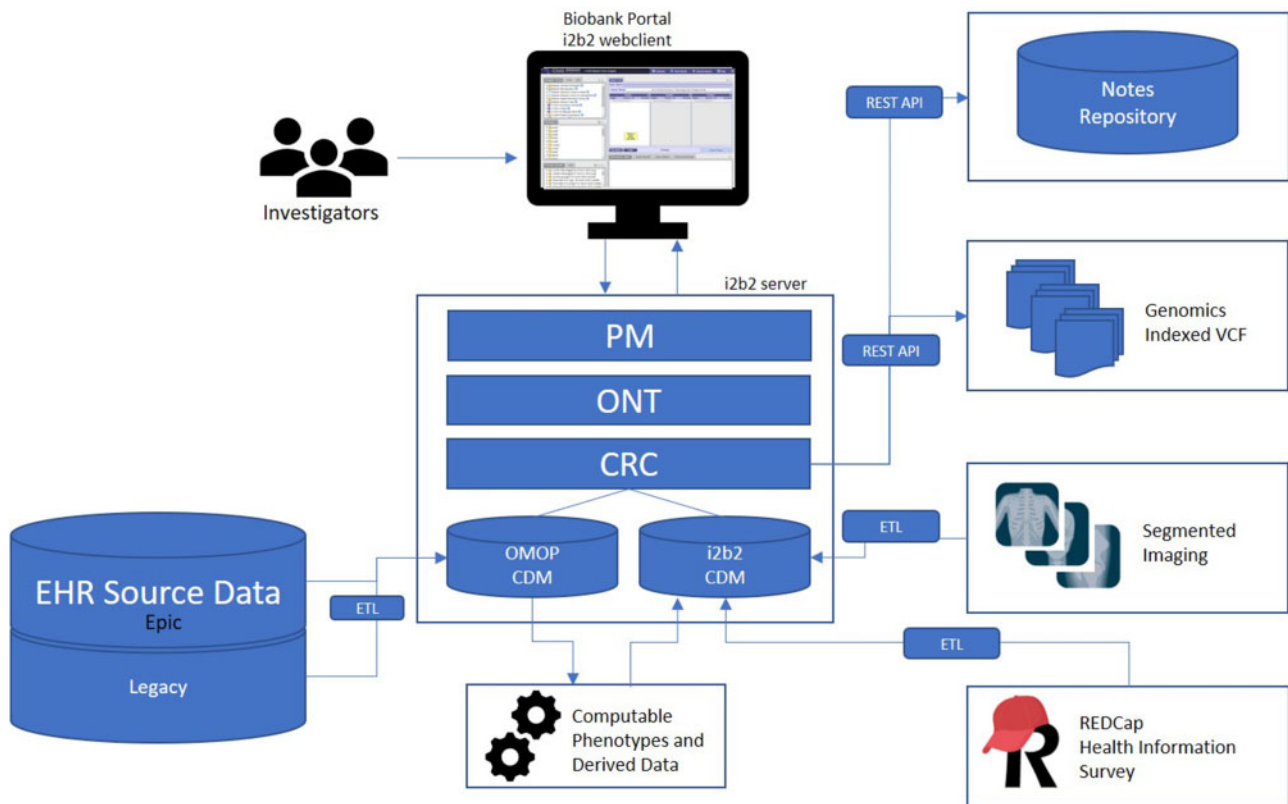 Biobank Portal
i2b2 webclient
Investigators
i2b2 server
PM
ONT
CRC
OMOP
CDM
i2b2
CDM
EHR Source Data
Epic
Legacy
ETL
Computable
Phenotypes and
Derived Data
REST API
Notes
Repository
REST API
Genomics
Indexed VCF
ETL
Segmented
Imaging
ETL
REDCap
Health Information
Survey